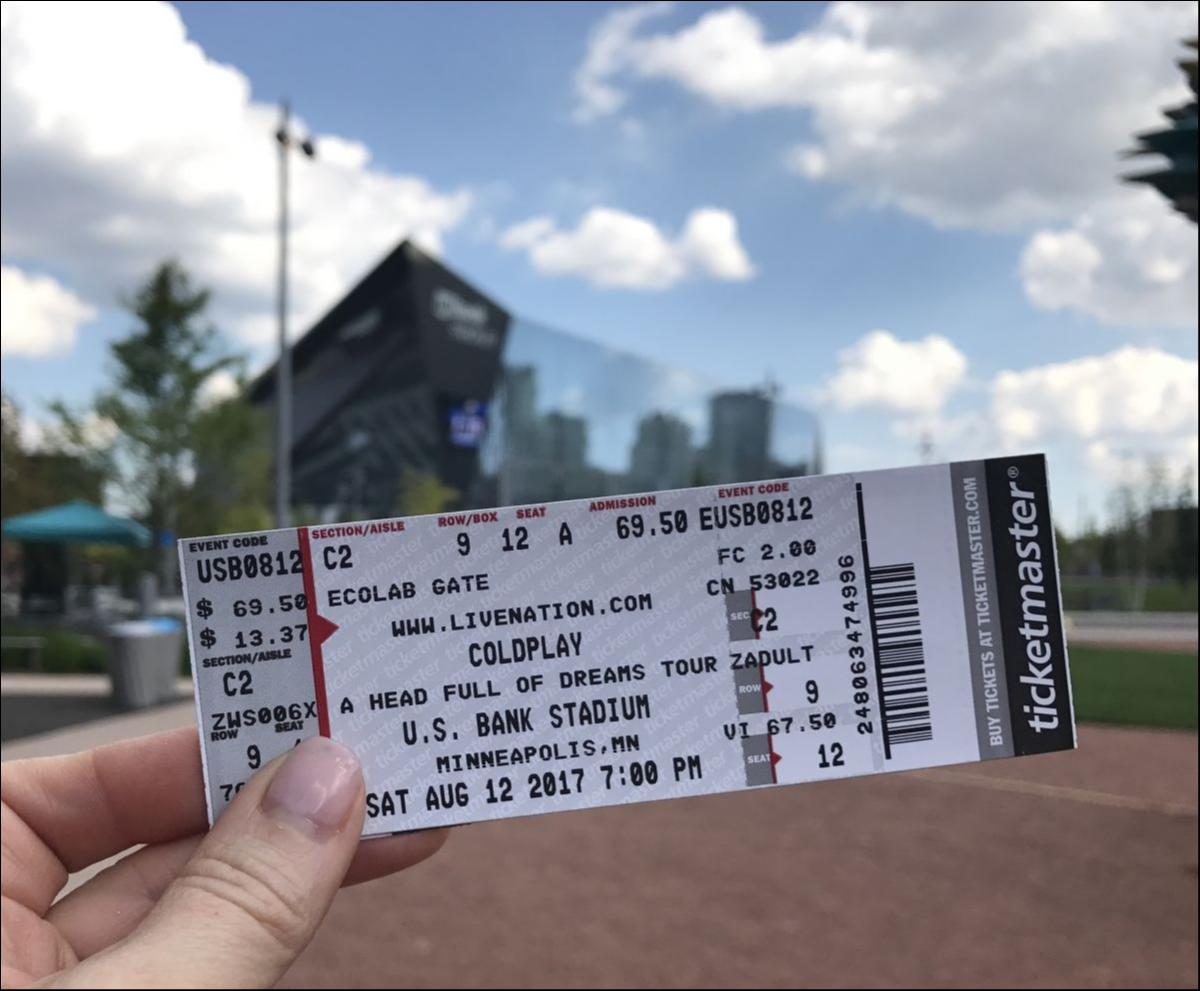 EVENT CODE
USB0812
$ 69.50
$ 13.37
SECTION/AISLE
C2
ZWS006X
ROW SEAT
9
SECTION/AISLE ROW/BOX SEAT ADMISSION EVENT CODE
C2 9 12 A 69.50 EUSB0812
ECOLAB GATE FC 2.00
WWW.LIVENATION.COM CN 53022
COLDPLAY SEC C2
A HEAD FULL OF DREAMS TOUR ZADULT
U.S. BANK STADIUM ROW 9
MINNEAPOLIS,MN VI 67.50
SAT AUG 12 2017 7:00 PM SEAT 12
248063474996
BUY TICKETS AT TICKETMASTER.COM
ticketmaster®